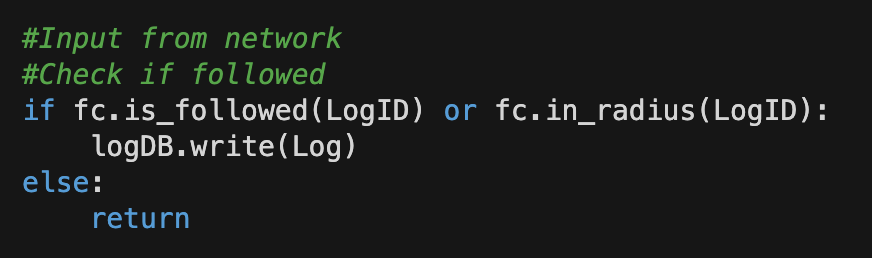 #Input from network
#Check if followed
if fc.is_followed(LogID) or fc.in_radius(LogID):
    logDB.write(Log)
else:
    return